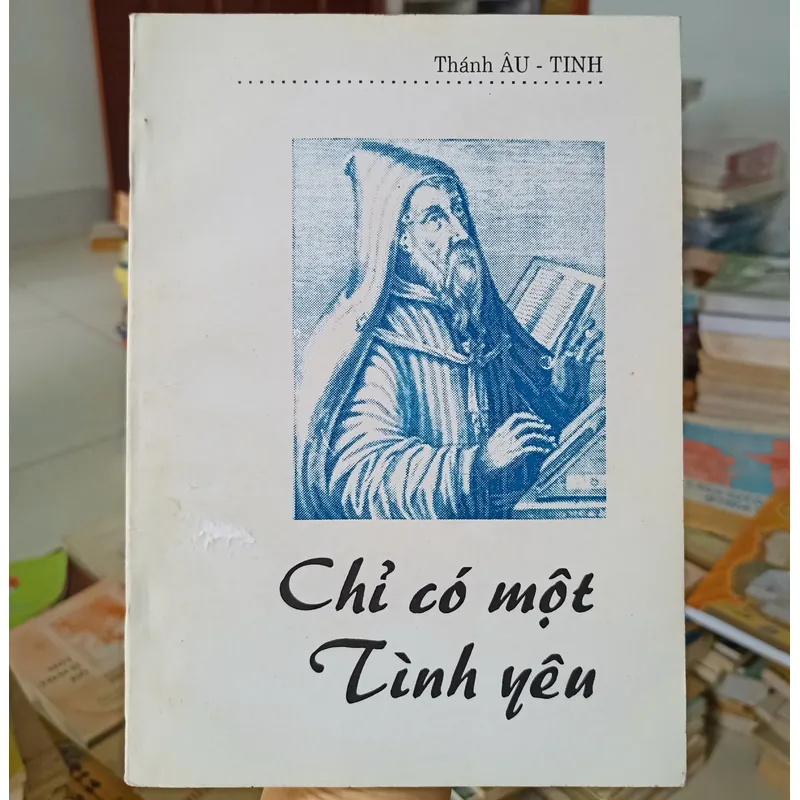 Thánh ÂU - TINH
Chỉ có một
Tình yêu